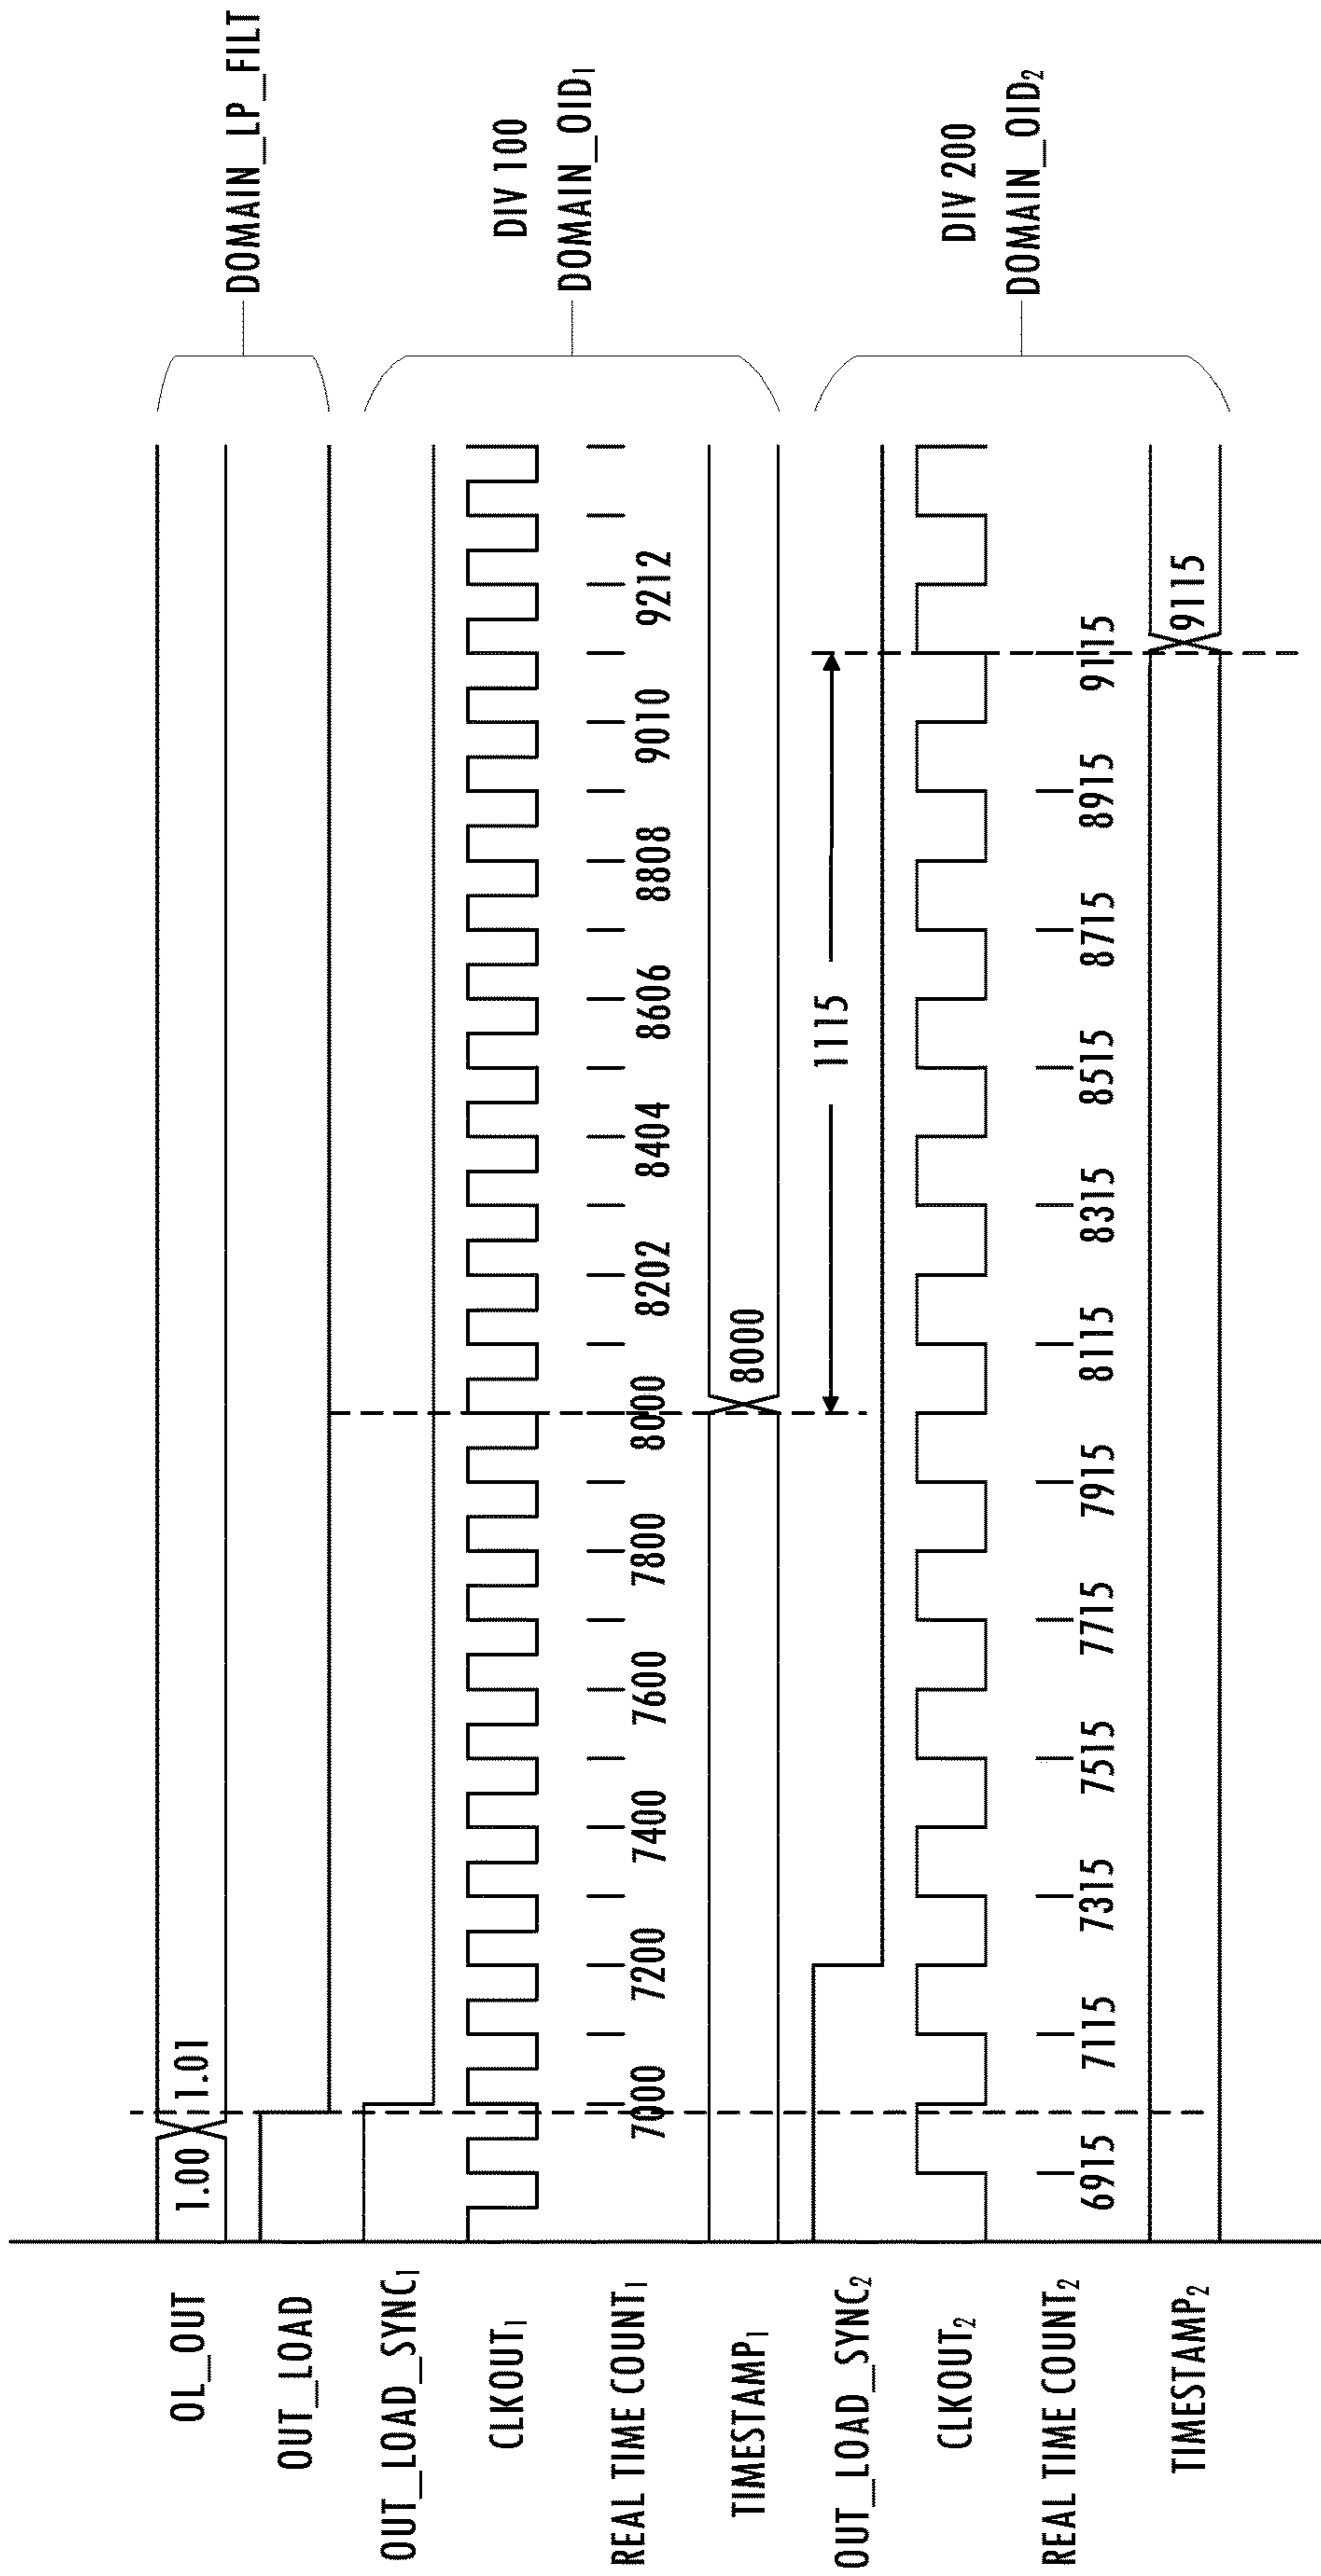 OL_OUT
1.00 1.01
DOMAIN_LP_FILT
OUT_LOAD
OUT_LOAD_SYNC₁
CLKOUT₁
DIV 100
DOMAIN_OID₁
REAL TIME COUNT₁
7000 7200 7400 7600 7800 8000 8202 8404 8606 8808 9010 9212
TIMESTAMP₁
8000
OUT_LOAD_SYNC₂
1115
CLKOUT₂
DIV 200
DOMAIN_OID₂
REAL TIME COUNT₂
6915 7115 7315 7515 7715 7915 8115 8315 8515 8715 8915 9115
TIMESTAMP₂
9115